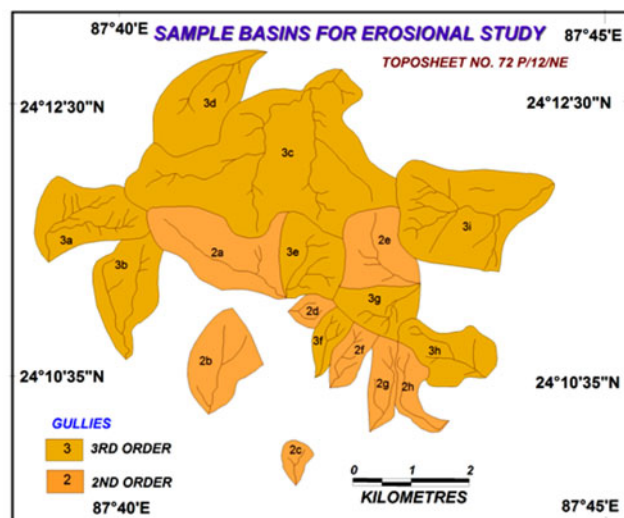 87°40'E
87°45'E
SAMPLE BASINS FOR EROSIONAL STUDY
TOPOSHEET NO. 72 P/12/NE
24°12'30"N
24°12'30"N
3d
3c
3a
3b
2a
3e
2e
3i
2d
3g
3f
2f
3h
2b
2g
2h
24°10'35"N
24°10'35"N
2c
GULLIES
3 3RD ORDER
2 2ND ORDER
0 1 2
KILOMETRES
87°40'E
87°45'E